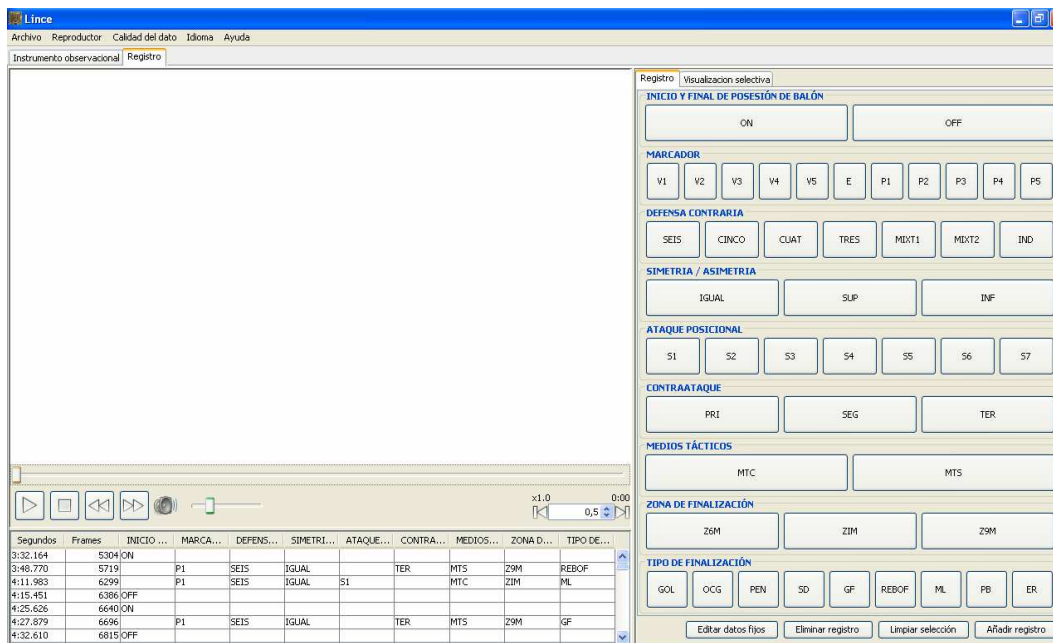 Lince
Archivo Reproductor Calidad del dato Idioma Ayuda
Instrumento observacional Registro
Registro Visualizacion selectiva
INICIO Y FINAL DE POSESIÓN DE BALÓN
ON OFF
MARCADOR
V1 V2 V3 V4 V5 E P1 P2 P3 P4 P5
DEFENSA CONTRARIA
SEIS CINCO CUAT TRES MIXT1 MIXT2 IND
SIMETRIA / ASIMETRIA
IGUAL SUP INF
ATAQUE POSICIONAL
S1 S2 S3 S4 S5 S6 S7
CONTRAATAQUE
PRI SEG TER
MEDIOS TÁCTICOS
MTC MTS
ZONA DE FINALIZACIÓN
Z6M ZIM Z9M
TIPO DE FINALIZACIÓN
GOL OCG PEN SD GF REBOF ML PB ER
Editar datos fijos Eliminar registro Limpiar selección Añadir registro
x1.0 0:00
0,5
Segundos Frames INICIO ... MARCA... DEFENS... SIMETRI... ATAQUE... CONTRA... MEDIOS... ZONA D... TIPO DE...
3:32.164 5304 ON
3:48.770 5719 P1 SEIS IGUAL TER MTS Z9M REBOF
4:11.983 6299 P1 SEIS IGUAL S1 MTC ZIM ML
4:15.451 6386 OFF
4:25.626 6640 ON
4:27.879 6696 P1 SEIS IGUAL TER MTS Z9M GF
4:32.610 6815 OFF